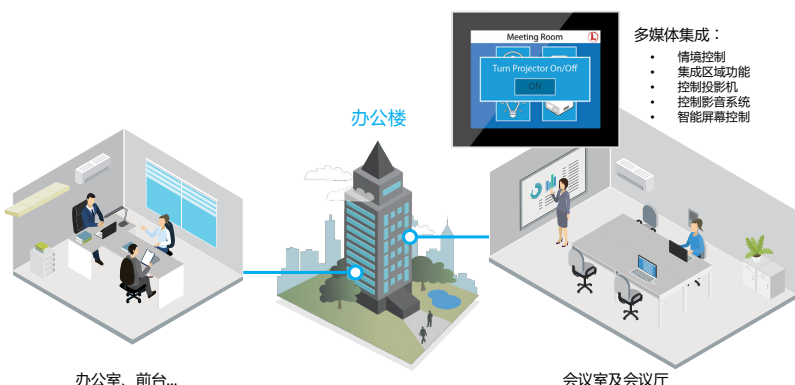 Meeting Room
Turn Projector On/Off
ON
多媒体集成：
• 情境控制
• 集成区域功能
• 控制投影机
• 控制影音系统
• 智能屏幕控制
办公楼
办公室、前台...
会议室及会议厅